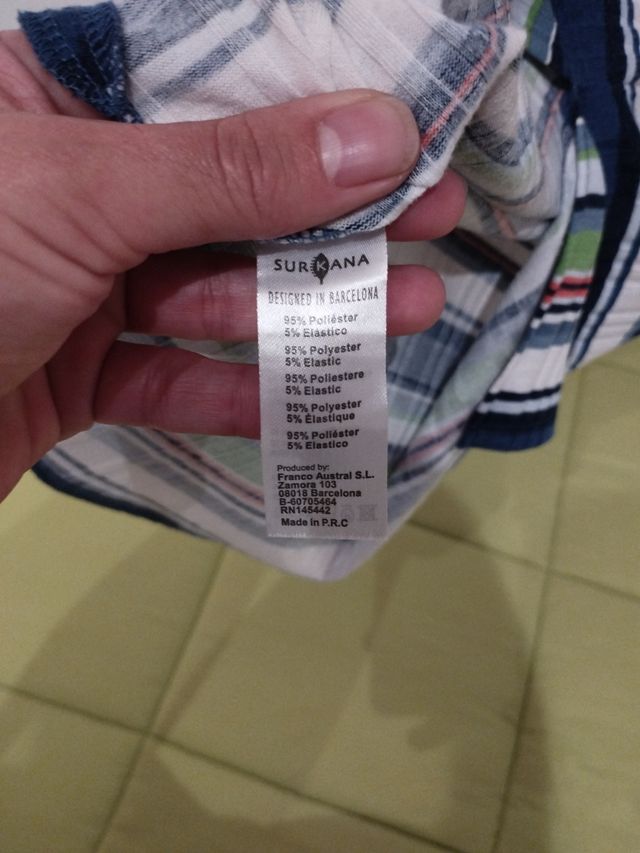 SURKANA
DESIGNED IN BARCELONA
95% Poliéster
5% Elástico
95% Polyester
5% Elastic
95% Poliestere
5% Elastic
95% Polyester
5% Élastique
95% Poliéster
5% Elastico
Produced by:
Franco Austral S.L.
Zamora 103
08018 Barcelona
B-60705464
RN145442
Made in P.R.C